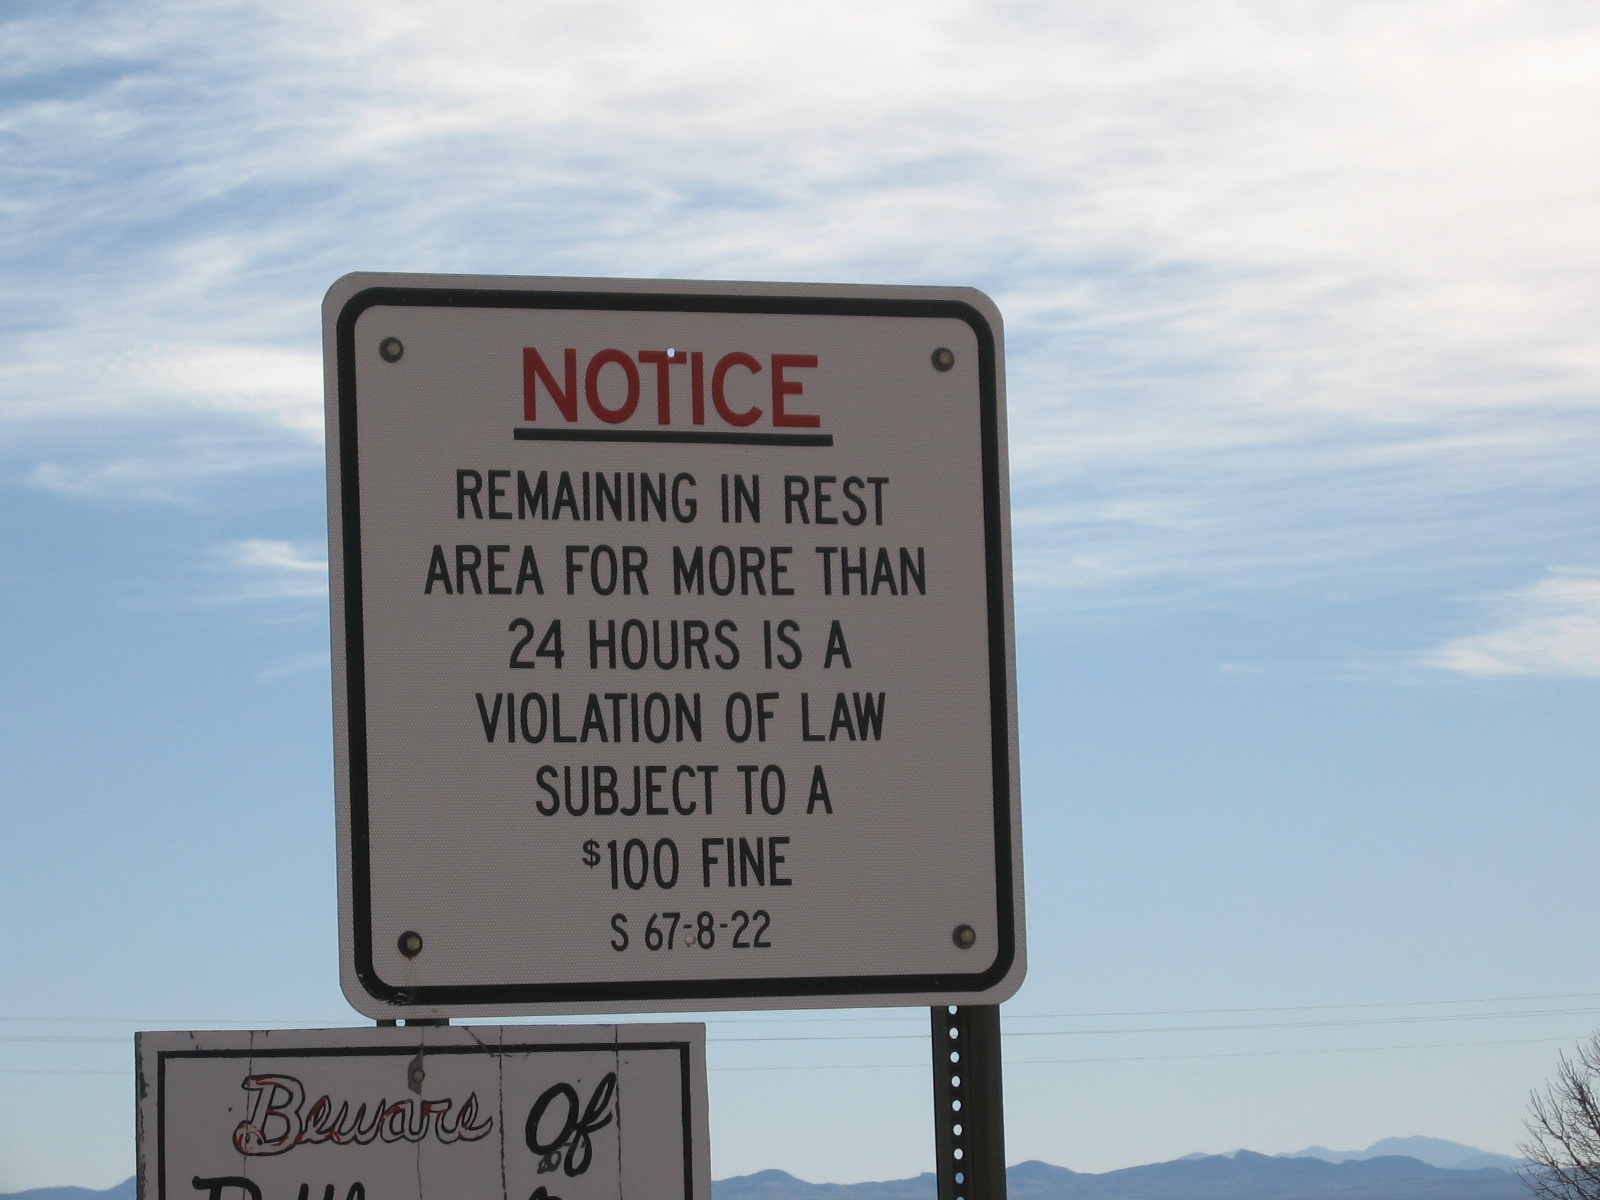 NOTICE
REMAINING IN REST
AREA FOR MORE THAN
24 HOURS IS A
VIOLATION OF LAW
SUBJECT TO A
$100 FINE
S 67-8-22
Beware Of